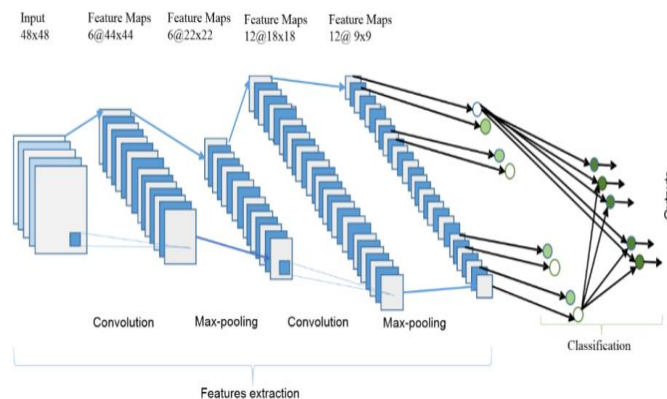 Input
48x48
Feature Maps
6@44x44
Feature Maps
6@22x22
Feature Maps
12@18x18
Feature Maps
12@ 9x9
Outputs
Convolution
Max-pooling
Convolution
Max-pooling
Classification
Features extraction